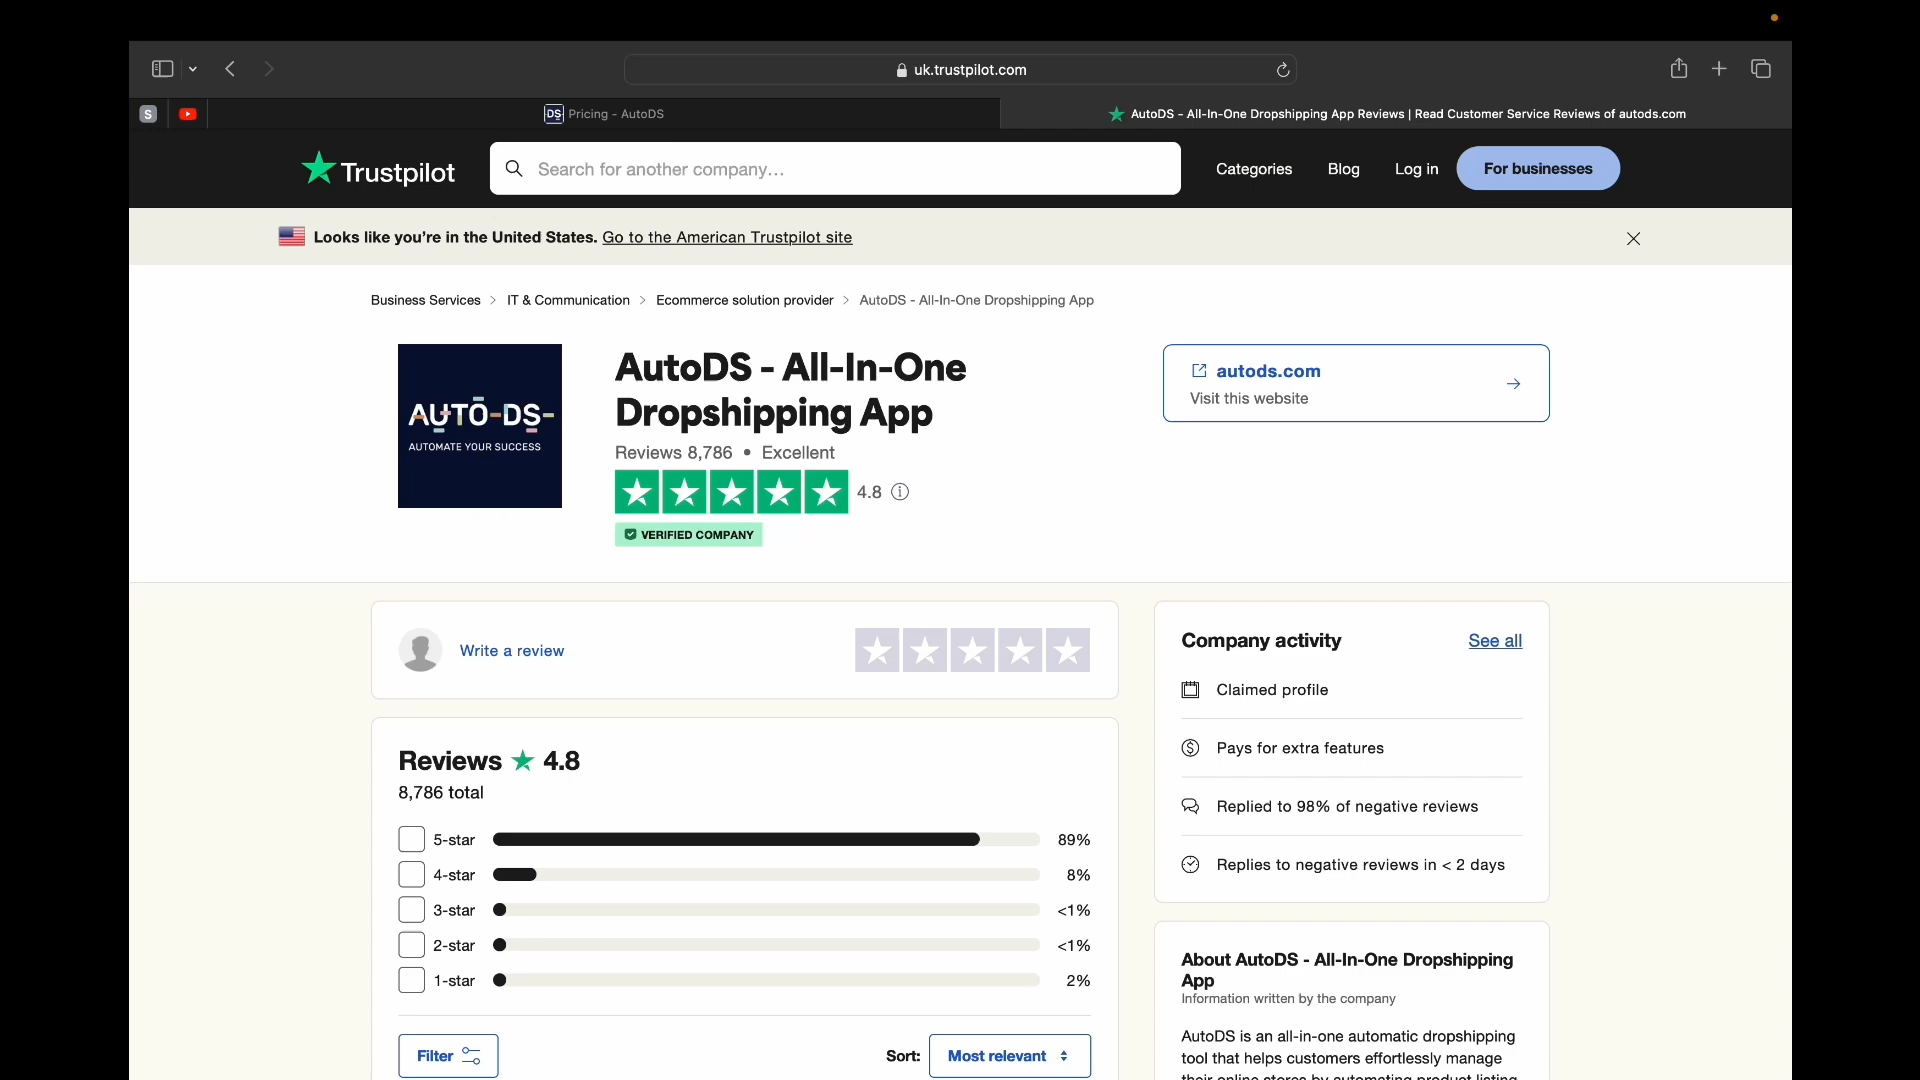 uk.trustpilot.com
S
DS Pricing - AutoDS
AutoDS - All-In-One Dropshipping App Reviews | Read Customer Service Reviews of autods.com
Trustpilot
Search for another company...
Categories
Blog
Log in
For businesses
Looks like you're in the United States. Go to the American Trustpilot site
Business Services > IT & Communication > Ecommerce solution provider > AutoDS - All-In-One Dropshipping App
AUTO-DS-
AUTOMATE YOUR SUCCESS
AutoDS - All-In-One
Dropshipping App
Reviews 8,786 • Excellent
4.8
VERIFIED COMPANY
autods.com
Visit this website
Write a review
Reviews ★ 4.8
8,786 total
5-star 89%
4-star 8%
3-star <1%
2-star <1%
1-star 2%
Filter
Sort: Most relevant
Company activity
See all
Claimed profile
Pays for extra features
Replied to 98% of negative reviews
Replies to negative reviews in < 2 days
About AutoDS - All-In-One Dropshipping
App
Information written by the company
AutoDS is an all-in-one automatic dropshipping
tool that helps customers effortlessly manage
their online stores by automating product listing